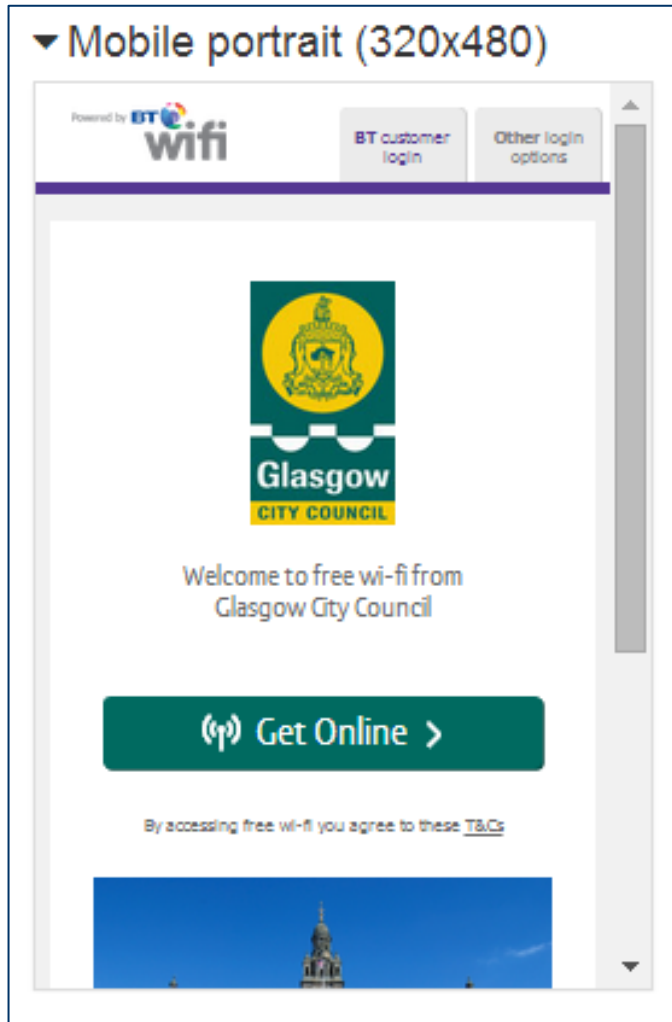 Mobile portrait (320x480)
Powered by BT
wifi
BT customer
login
Other login
options
Glasgow
CITY COUNCIL
Welcome to free wi-fi from
Glasgow City Council
Get Online
By accessing free wi-fi you agree to these T&Cs